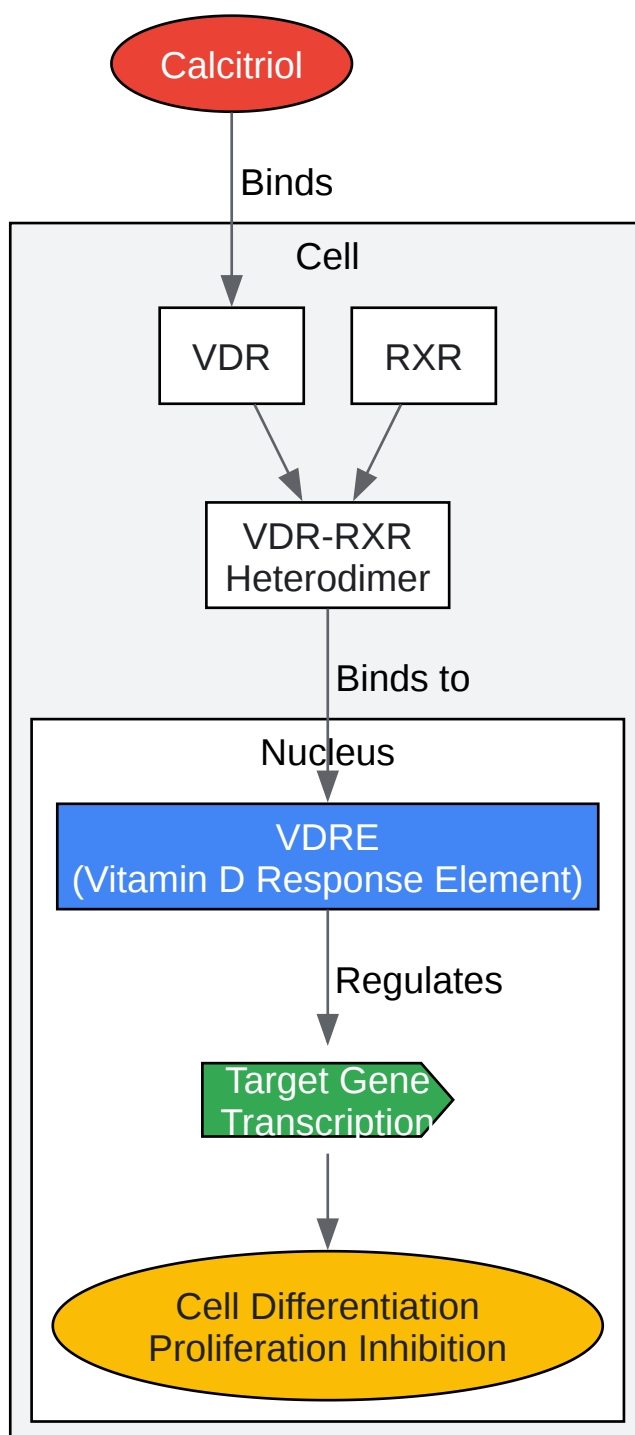 Calcitriol
Binds
Cell
VDR
RXR
VDR-RXR
Heterodimer
Binds to
Nucleus
VDRE
(Vitamin D Response Element)
Regulates
Target Gene
Transcription
Cell Differentiation
Proliferation Inhibition